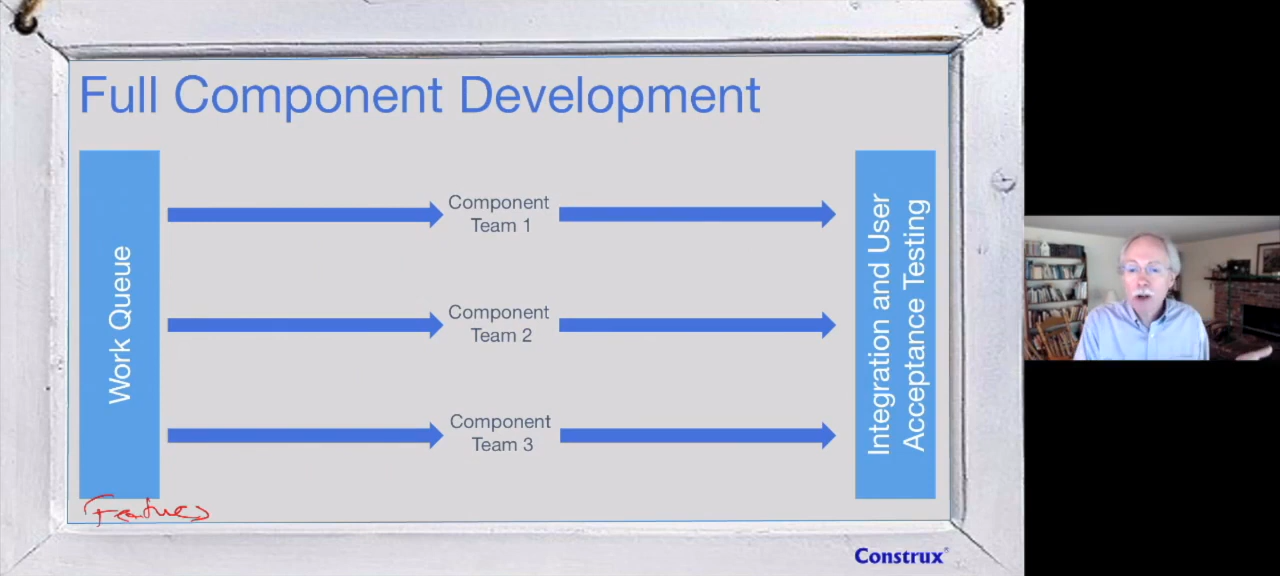 Full Component Development
Work Queue
Component
Team 1
Component
Team 2
Component
Team 3
Integration and User
Acceptance Testing
Features
Construx